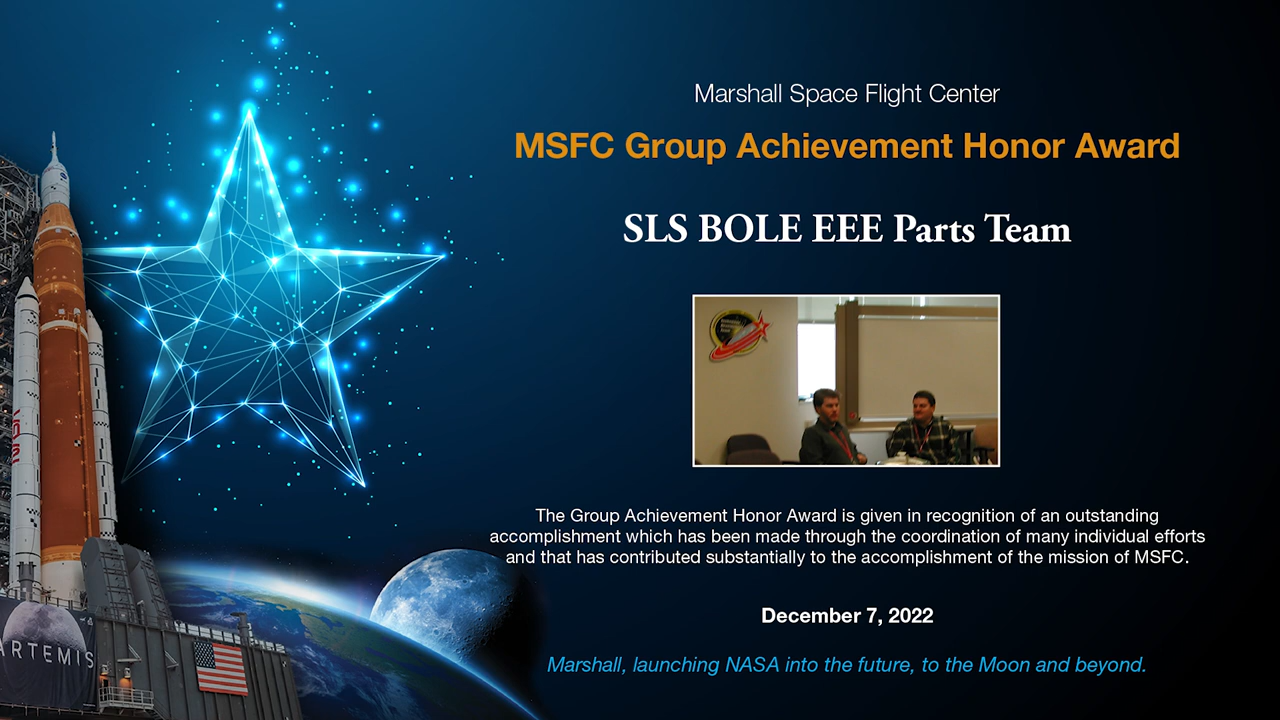 Marshall Space Flight Center
MSFC Group Achievement Honor Award
SLS BOLE EEE Parts Team
The Group Achievement Honor Award is given in recognition of an outstanding
accomplishment which has been made through the coordination of many individual efforts
and that has contributed substantially to the accomplishment of the mission of MSFC.
December 7, 2022
Marshall, launching NASA into the future, to the Moon and beyond.
ARTEMIS